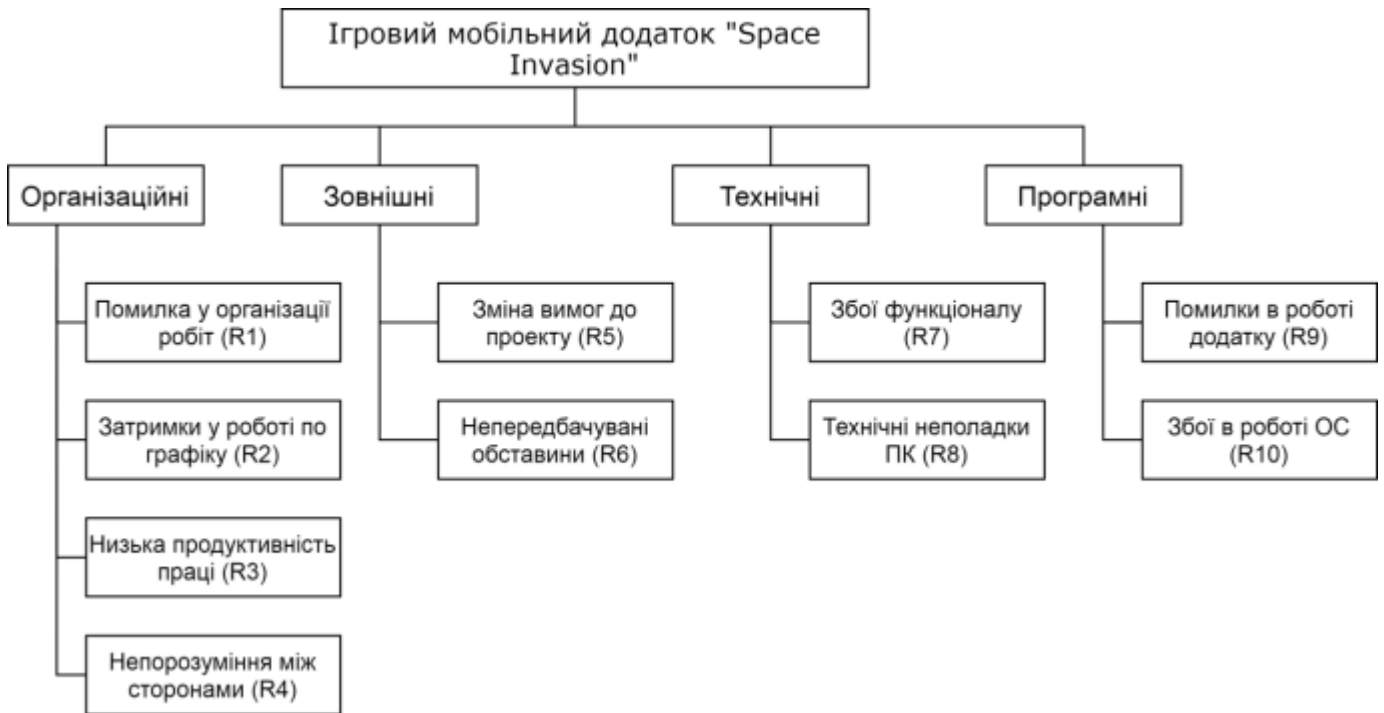 Ігровий мобільний додаток "Space
Invasion"
Організаційні
Зовнішні
Технічні
Програмні
Помилка у організації
робіт (R1)
Затримки у роботі по
графіку (R2)
Низька продуктивність
праці (R3)
Непорозуміння між
сторонами (R4)
Зміна вимог до
проекту (R5)
Непередбачувані
обставини (R6)
Збої функціоналу
(R7)
Технічні неполадки
ПК (R8)
Помилки в роботі
додатку (R9)
Збої в роботі ОС
(R10)